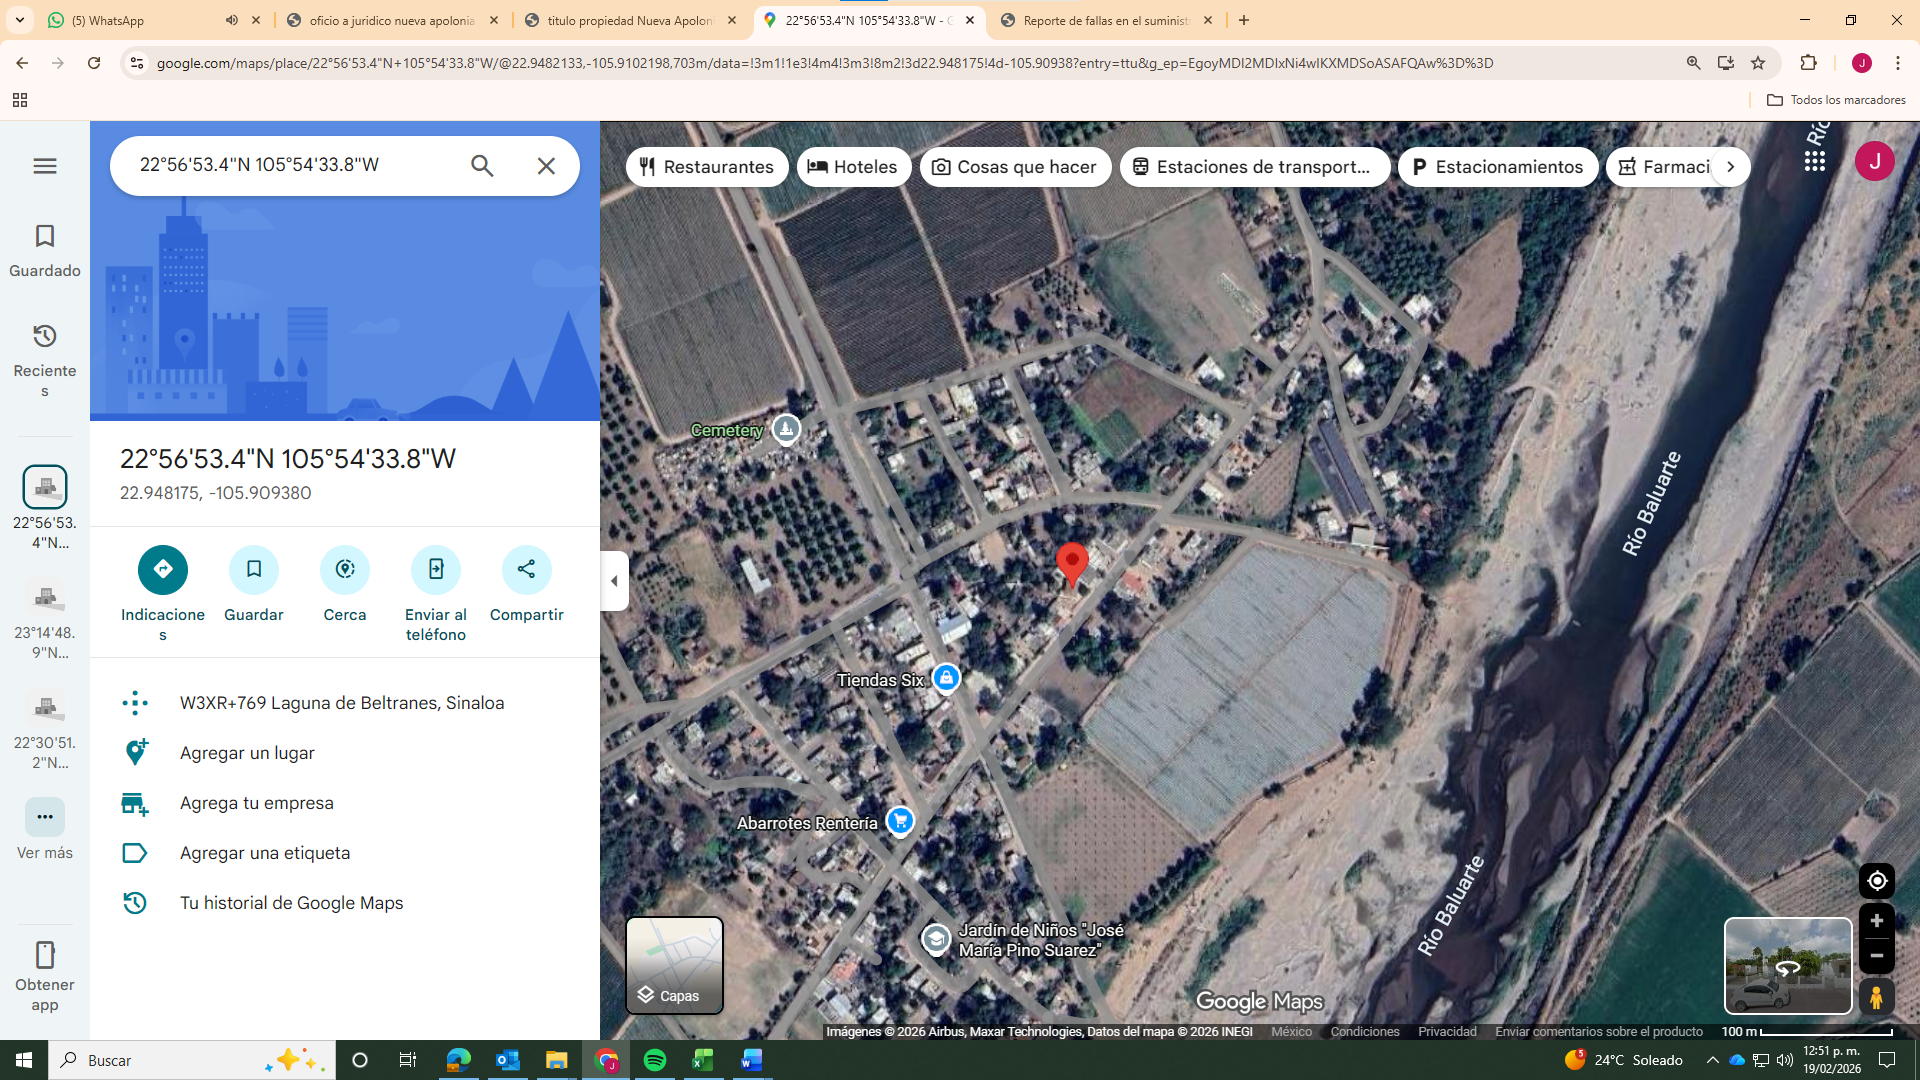 (5) WhatsApp
oficio a juridico nueva apolonia
titulo propiedad Nueva Apoloni
22°56'53.4"N 105°54'33.8"W - G
Reporte de fallas en el suminist
google.com/maps/place/22°56'53.4"N+105°54'33.8"W/@22.9482133,-105.9102198,703m/data=!3m1!1e3!4m4!3m3!8m2!3d22.948175!4d-105.90938?entry=ttu&g_ep=EgoyMDI2MDIxNi4wIKXMDSoASAFQAw%3D%3D
J
Todos los marcadores
22°56'53.4"N 105°54'33.8"W
Restaurantes
Hoteles
Cosas que hacer
Estaciones de transport...
P Estacionamientos
Farmaci
J
Guardado
Reciente
s
22°56'53.
4"N...
23°14'48.
9"N...
22°30'51.
2"N...
Ver más
Obtener
app
22°56'53.4"N 105°54'33.8"W
22.948175, -105.909380
Indicacione
s
Guardar
Cerca
Enviar al
teléfono
Compartir
W3XR+769 Laguna de Beltranes, Sinaloa
Agregar un lugar
Agrega tu empresa
Agregar una etiqueta
Tu historial de Google Maps
Río
Cemetery
Río Baluarte
Tiendas Six
Abarrotes Rentería
Río Baluarte
Jardín de Niños "José
María Pino Suarez"
Capas
Google Maps
Imágenes © 2026 Airbus, Maxar Technologies, Datos del mapa © 2026 INEGI
México
Condiciones
Privacidad
Enviar comentarios sobre el producto
100 m
Buscar
5
24°C Soleado
12:51 p. m.
19/02/2026